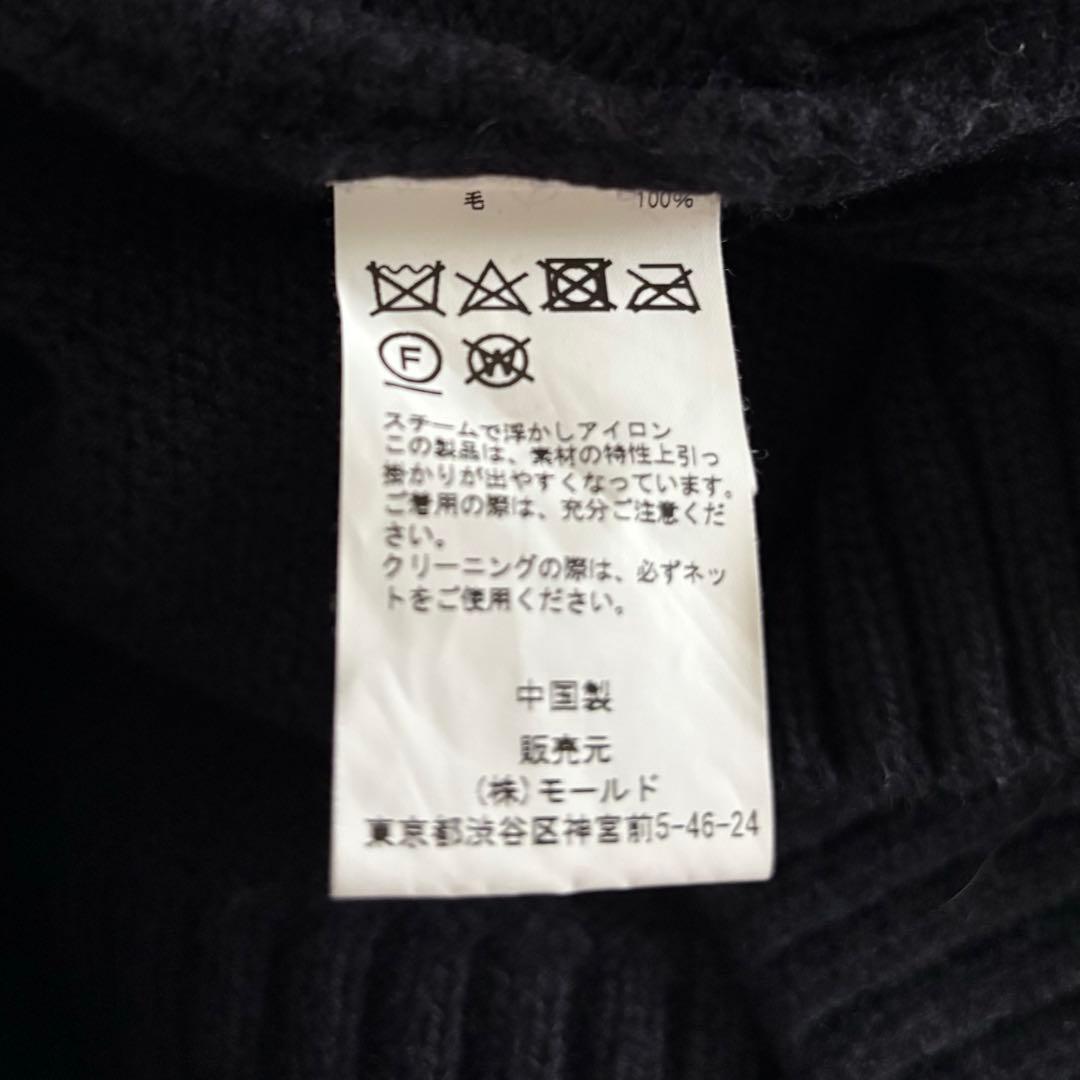 毛 100%
F W
スチームで浮かしアイロン
この製品は、素材の特性上引っ
掛かりが出やすくなっています。
ご着用の際は、充分ご注意くだ
さい。
クリーニングの際は、必ずネッ
トをご使用ください。
中国製
販売元
(株)モールド
東京都渋谷区神宮前5-46-24